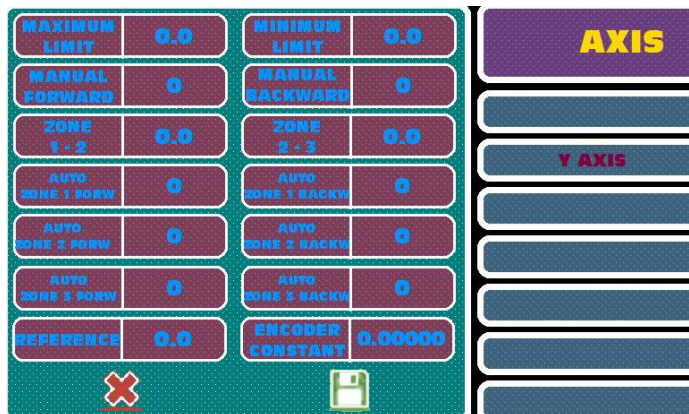 MAXIMUM
LIMIT
0.0
MINIMUM
LIMIT
0.0
MANUAL
FORWARD
0
MANUAL
BACKWARD
0
ZONE
1 - 2
0.0
ZONE
2 - 3
0.0
AUTO
ZONE 1 FORW
0
AUTO
ZONE 1 BACKW
0
AUTO
ZONE 2 FORW
0
AUTO
ZONE 2 BACKW
0
AUTO
ZONE 3 FORW
0
AUTO
ZONE 3 BACKW
0
REFERENCE
0.0
ENCODER
CONSTANT
0.00000
AXIS
Y AXIS